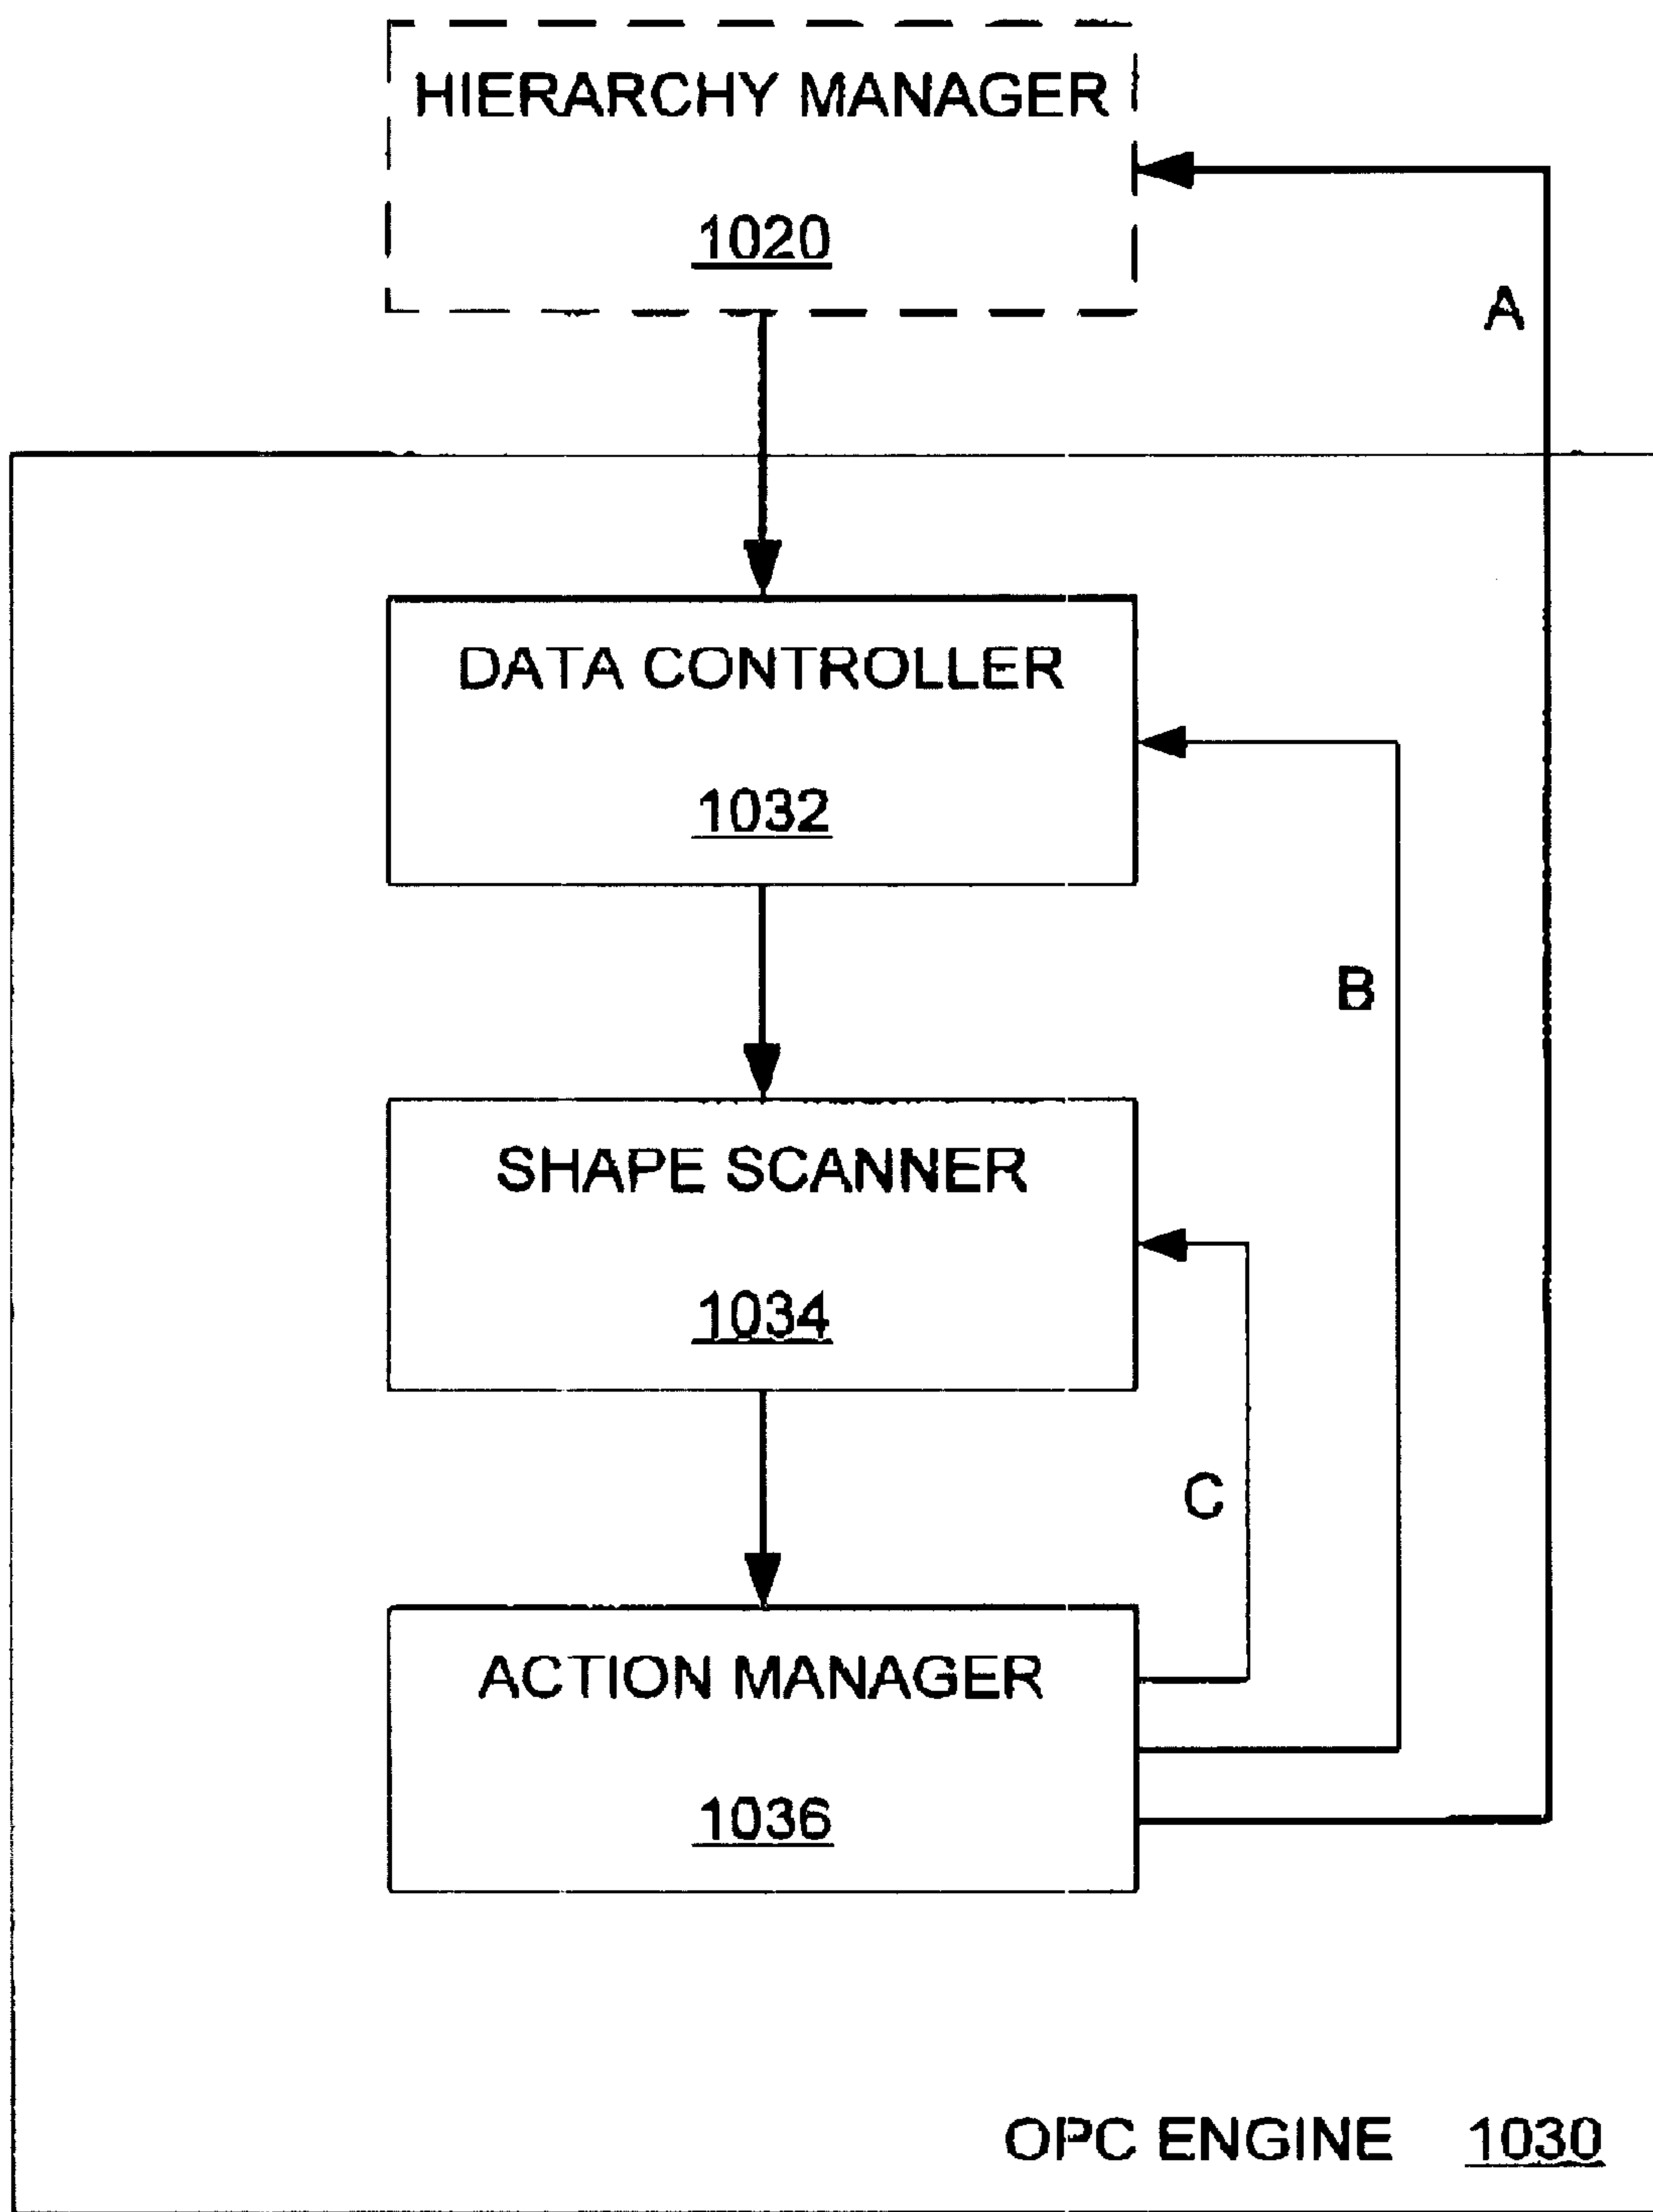 HIERARCHY MANAGER
1020
A
DATA CONTROLLER
1032
B
SHAPE SCANNER
1034
C
ACTION MANAGER
1036
OPC ENGINE 1030